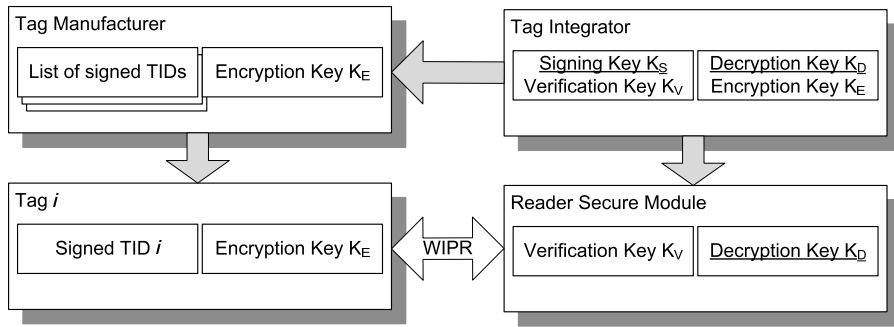 Tag Manufacturer
List of signed TIDs
Encryption Key KE
Tag Integrator
Signing Key KS
Verification Key KV
Decryption Key KD
Encryption Key KE
Tag i
Signed TID i
Encryption Key KE
WIPR
Reader Secure Module
Verification Key KV
Decryption Key KD